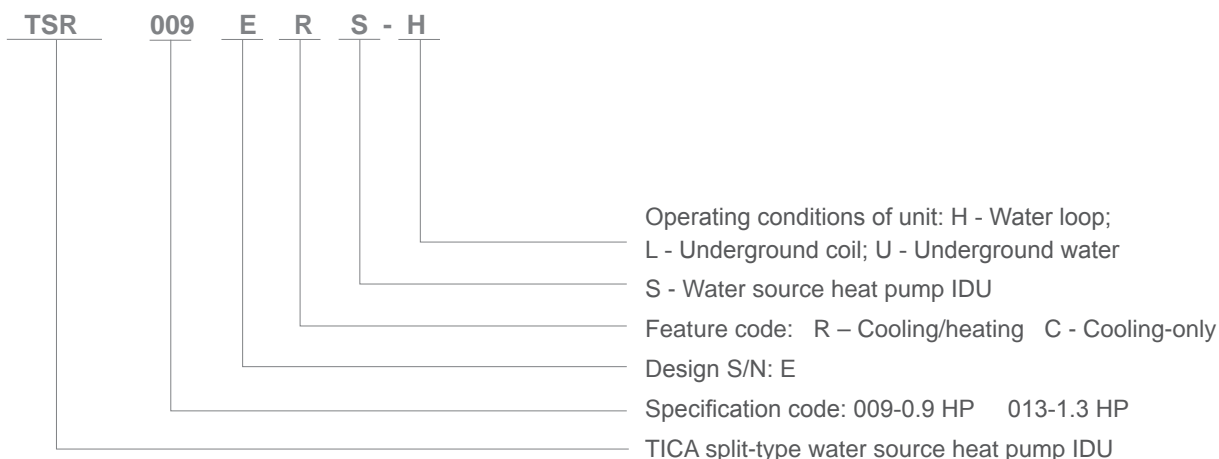 TSR 009 E R S - H
Operating conditions of unit: H - Water loop;
L - Underground coil; U - Underground water
S - Water source heat pump IDU
Feature code: R – Cooling/heating C - Cooling-only
Design S/N: E
Specification code: 009-0.9 HP 013-1.3 HP
TICA split-type water source heat pump IDU